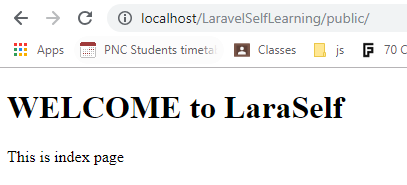 localhost/LaravelSelfLearning/public/
Apps PNC Students timetal Classes js 70 C
WELCOME to LaraSelf
This is index page